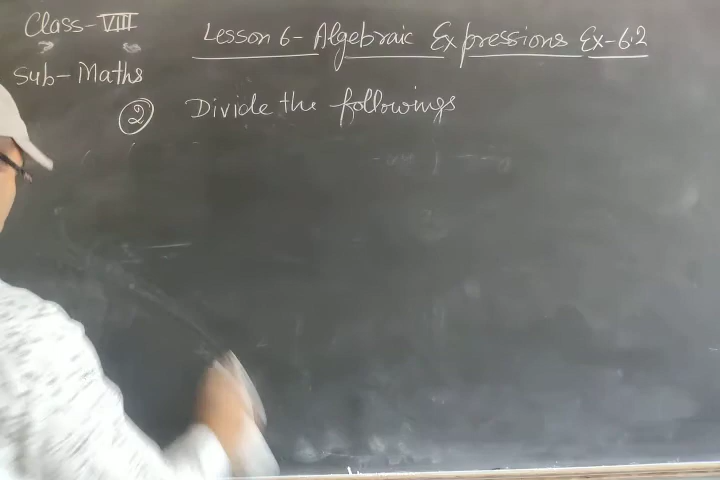 Class-VIII
Lesson 6- Algebraic Expressions Ex-6.2
Sub- Maths
② Divide the followings